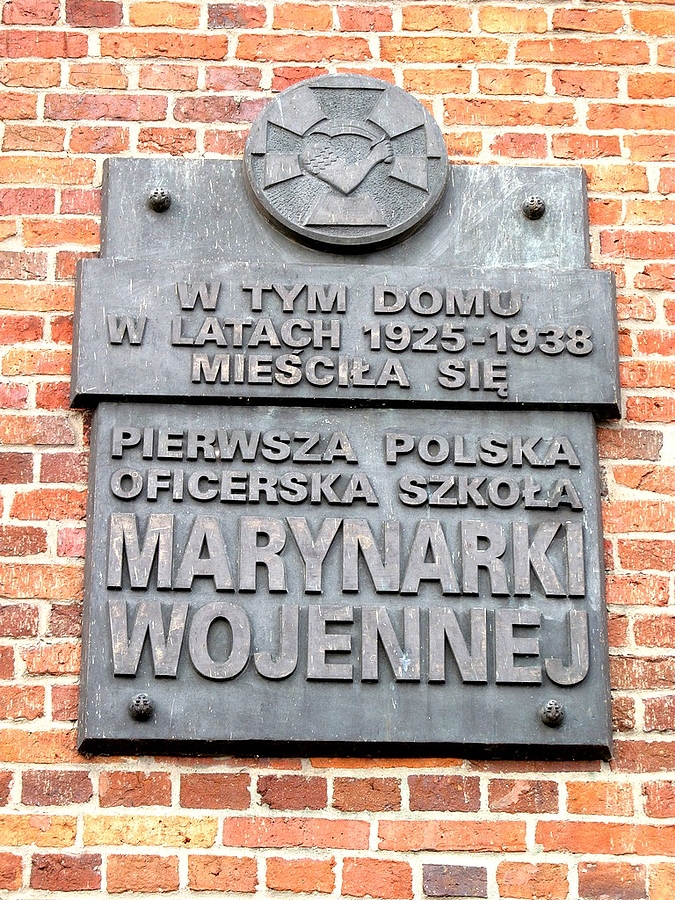 W TYM DOMU
W LATACH 1925-1938
MIEŚCIŁA SIĘ
PIERWSZA POLSKA
OFICERSKA SZKOŁA
MARYNARKI
WOJENNEJ